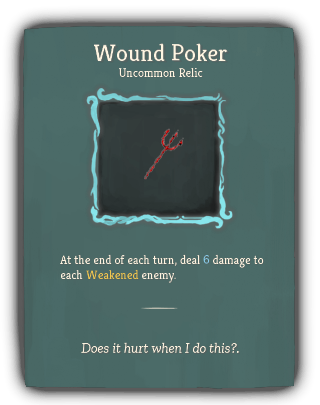 Wound Poker
Uncommon Relic
At the end of each turn, deal 6 damage to
each Weakened enemy.
Does it hurt when I do this?.